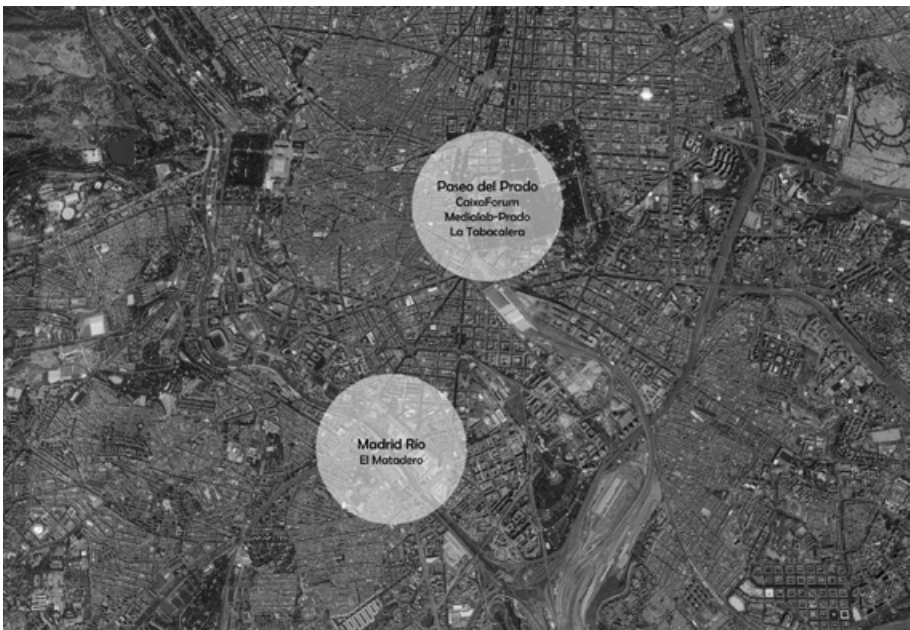 Paseo del Prado
CaixaForum
Medialab-Prado
La Tabacalera
Madrid Río
El Matadero